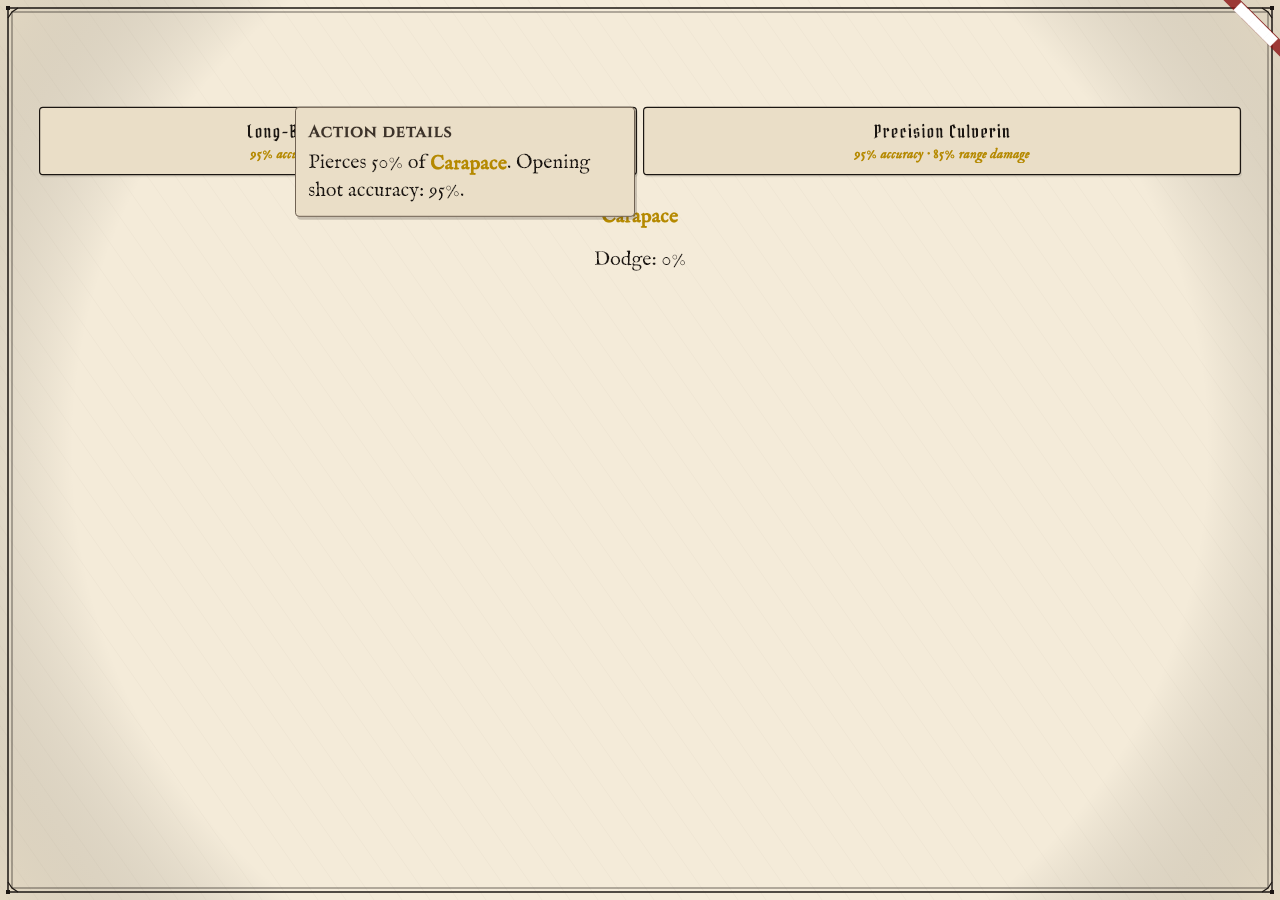 Long-
95% accu
Action details
Pierces 50% of Carapace. Opening
shot accuracy: 95%.
Precision Culverin
95% accuracy · 85% range damage
Carapace
Dodge: 0%